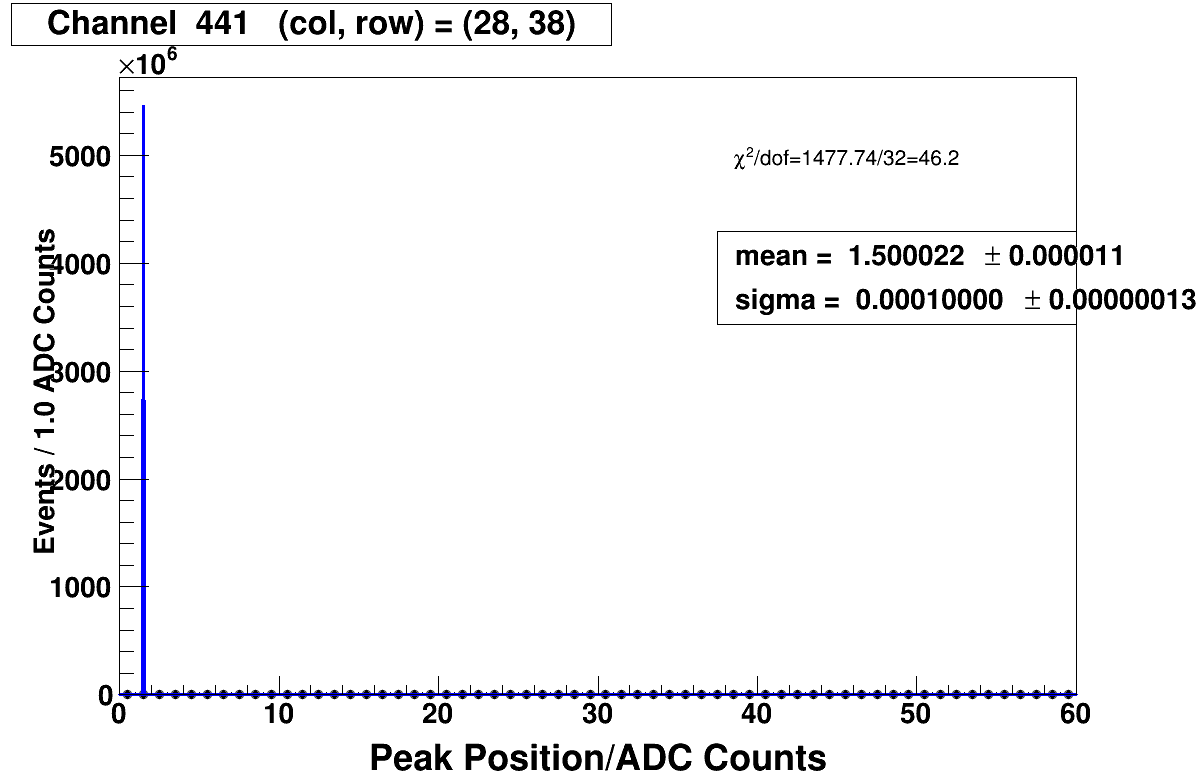 Channel 441 (col, row) = (28, 38)
×10⁶
5000
4000
3000
2000
1000
0
Events / 1.0 ADC Counts
χ²/dof=1477.74/32=46.2
mean = 1.500022 ± 0.000011
sigma = 0.00010000 ± 0.00000013
0 10 20 30 40 50 60
Peak Position/ADC Counts